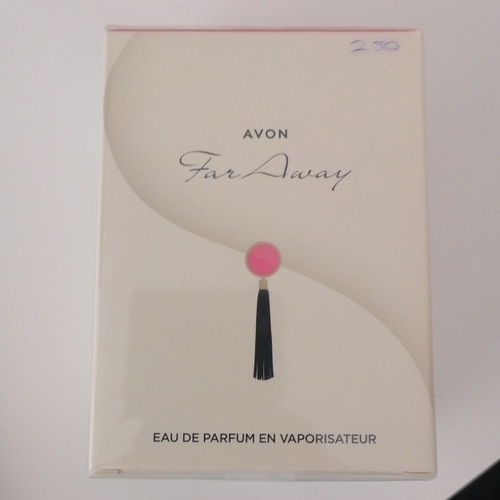 230
AVON
Far Away
EAU DE PARFUM EN VAPORISATEUR